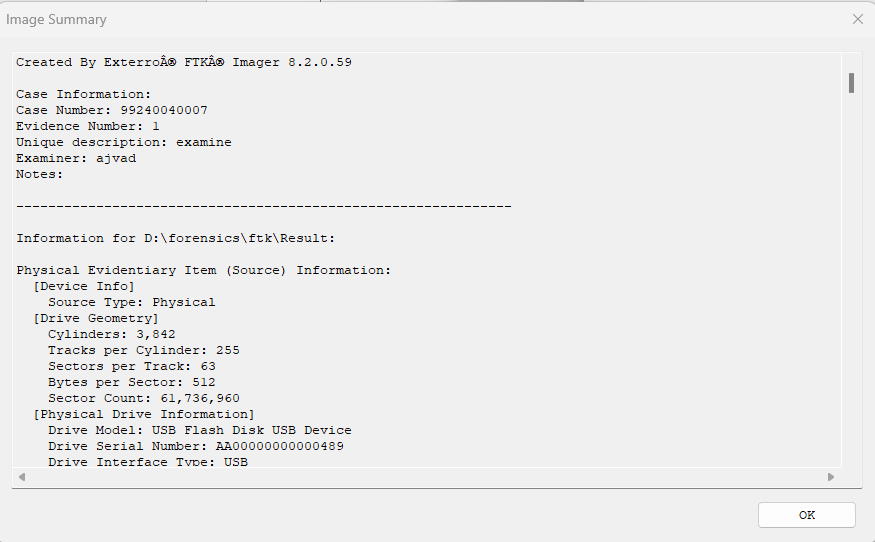 Image Summary
Created By ExterroÂ® FTKÂ® Imager 8.2.0.59
Case Information:
Case Number: 99240040007
Evidence Number: 1
Unique description: examine
Examiner: ajvad
Notes:
--------------------------------------------------------------
Information for D:\forensics\ftk\Result:
Physical Evidentiary Item (Source) Information:
[Device Info]
Source Type: Physical
[Drive Geometry]
Cylinders: 3,842
Tracks per Cylinder: 255
Sectors per Track: 63
Bytes per Sector: 512
Sector Count: 61,736,960
[Physical Drive Information]
Drive Model: USB Flash Disk USB Device
Drive Serial Number: AA00000000000489
Drive Interface Type: USB
OK